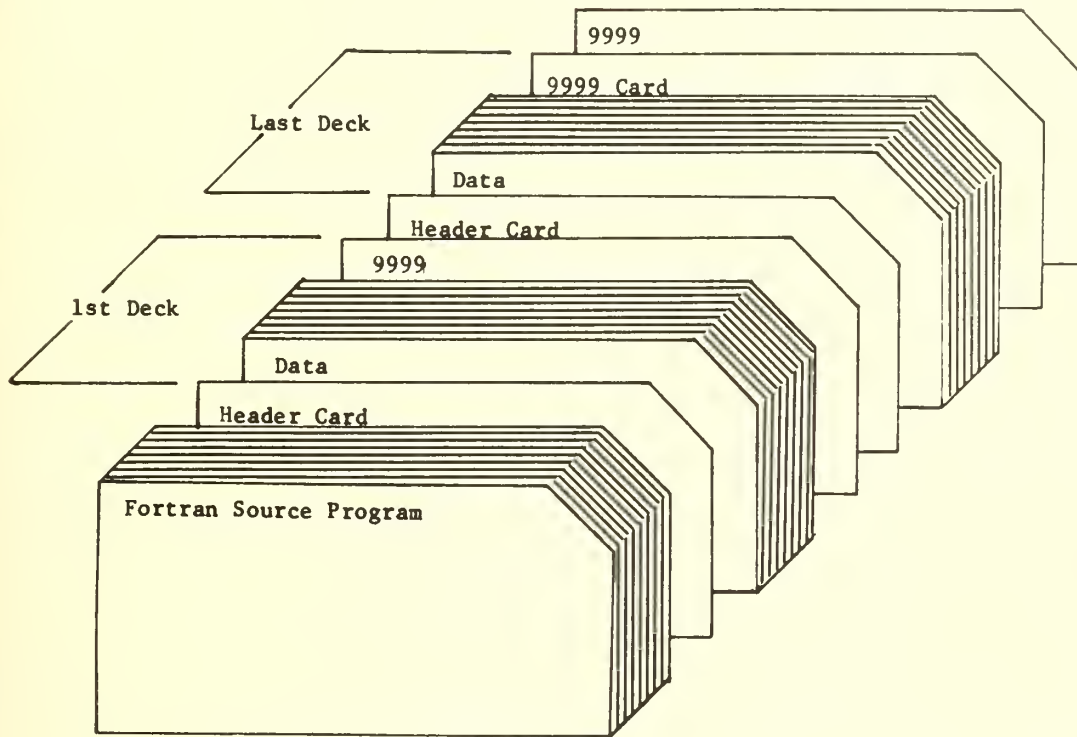 9999
9999 Card
Last Deck
Data
Header Card
9999
1st Deck
Data
Header Card
Fortran Source Program